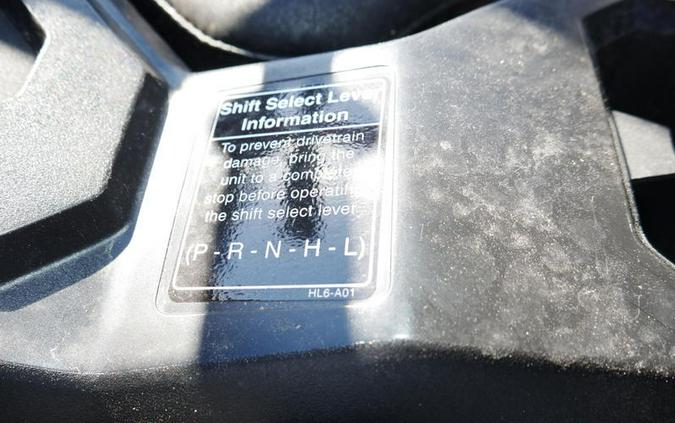 Shift Select Lever
Information
To prevent drivetrain
damage, bring the
unit to a complete
stop before operating
the shift select lever.
(P - R - N - H - L)
HL6-A01